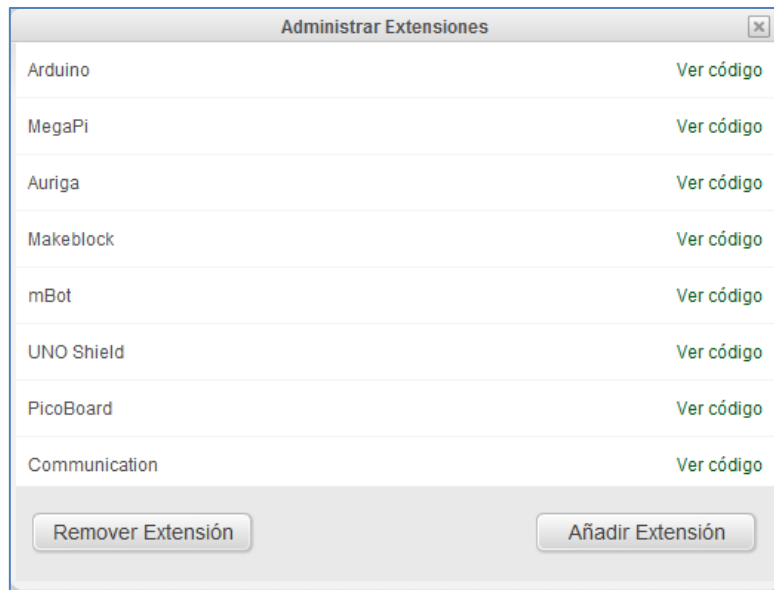 Administrar Extensiones
Arduino Ver código
MegaPi Ver código
Auriga Ver código
Makeblock Ver código
mBot Ver código
UNO Shield Ver código
PicoBoard Ver código
Communication Ver código
Remover Extensión Añadir Extensión